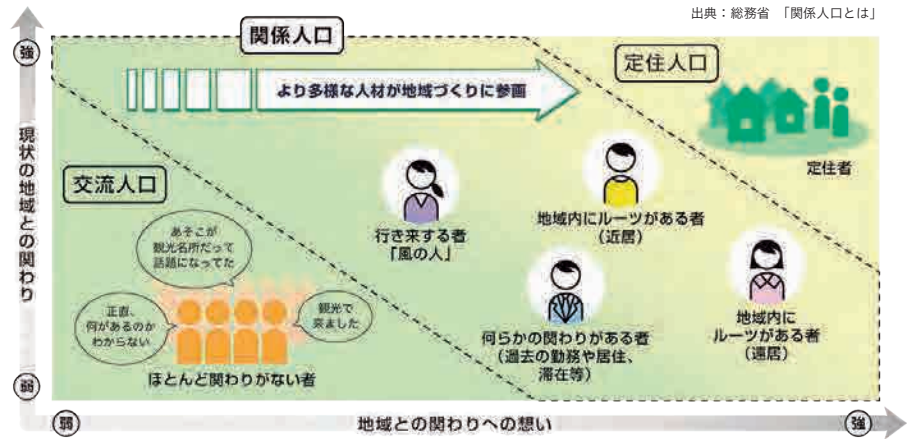 出典：総務省 「関係人口とは」
強
関係人口
定住人口
より多様な人材が地域づくりに参画
定住者
現状の地域との関わり
交流人口
行き来する者
「風の人」
地域内にルーツがある者
（近居）
あそこが
観光名所だって
話題になってた
正直、
何があるのか
わからない
観光で
来ました
ほとんど関わりがない者
何らかの関わりがある者
（過去の勤務や居住、
滞在等）
地域内に
ルーツがある者
（遠居）
弱
弱
地域との関わりへの想い
強